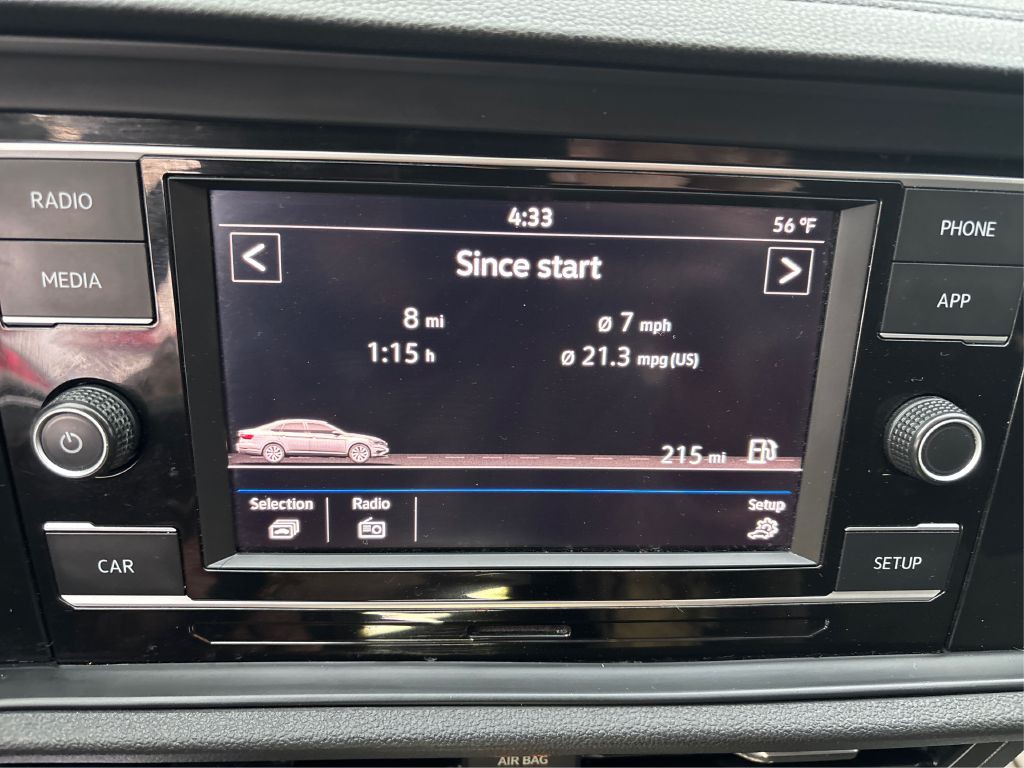 RADIO
MEDIA
CAR
4:33
56 °F
< Since start >
8 mi
Ø 7 mph
1:15 h
Ø 21.3 mpg (US)
215 mi
Selection
Radio
Setup
PHONE
APP
SETUP
AIR BAG